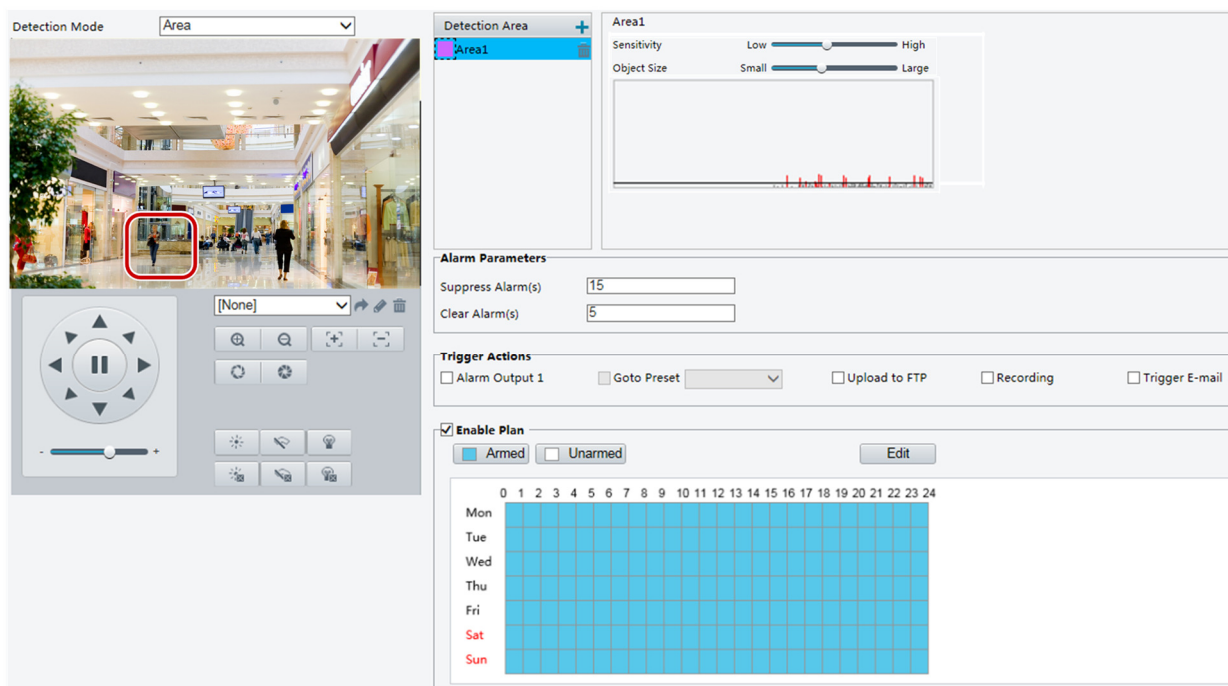 Detection Mode Area
[None]
- +
Detection Area +
Area1
Area1
Sensitivity Low High
Object Size Small Large
Alarm Parameters
Suppress Alarm(s) 15
Clear Alarm(s) 5
Trigger Actions
Alarm Output 1 Goto Preset Upload to FTP Recording Trigger E-mail
Enable Plan
Armed Unarmed Edit
0 1 2 3 4 5 6 7 8 9 10 11 12 13 14 15 16 17 18 19 20 21 22 23 24
Mon
Tue
Wed
Thu
Fri
Sat
Sun